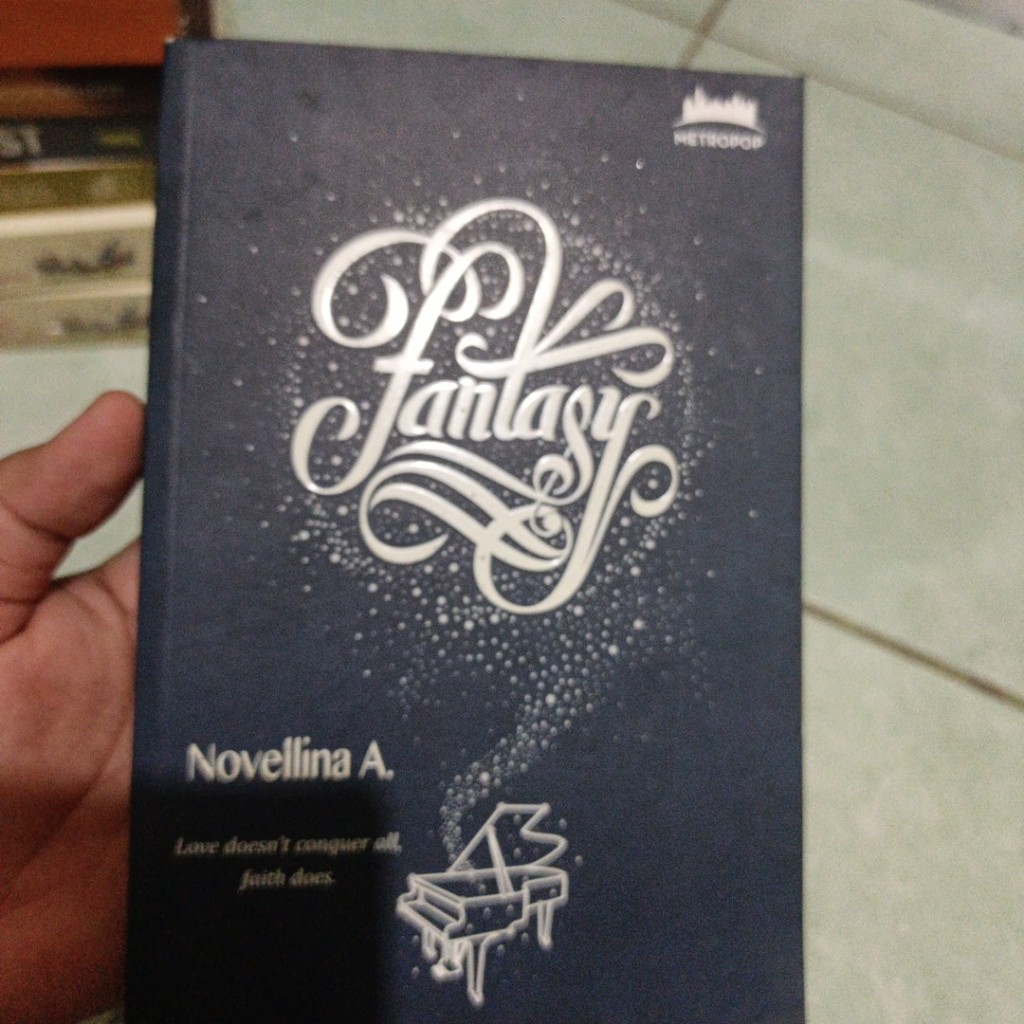 METROPOP
Fantasy
Novellina A.
Love doesn't conquer all,
faith does.